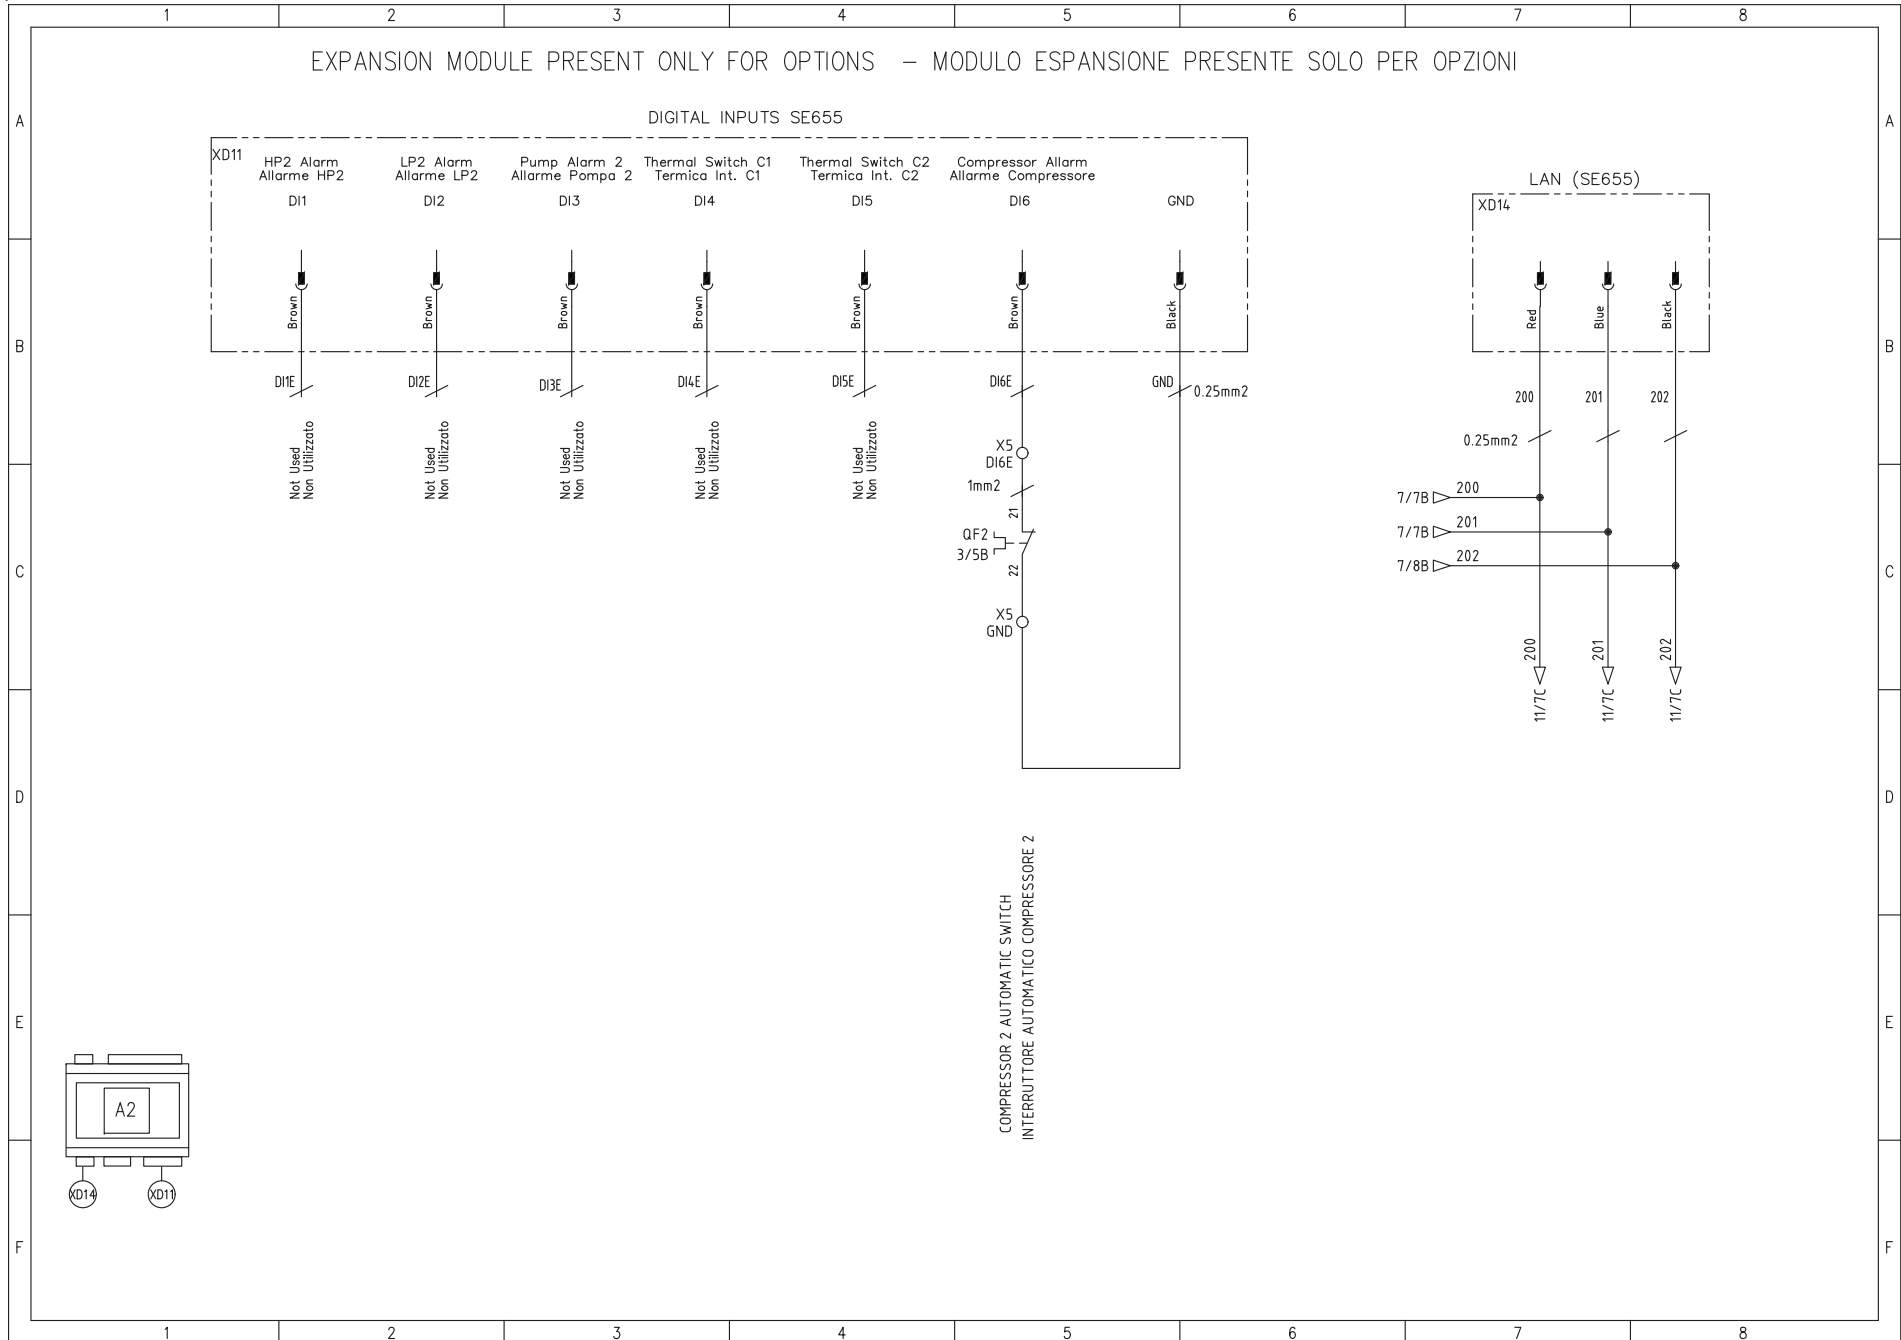 1 2 3 4 5 6 7 8
EXPANSION MODULE PRESENT ONLY FOR OPTIONS – MODULO ESPANSIONE PRESENTE SOLO PER OPZIONI
A A
DIGITAL INPUTS SE655
XD11
HP2 Alarm
Allarme HP2
DI1
LP2 Alarm
Allarme LP2
DI2
Pump Alarm 2
Allarme Pompa 2
DI3
Thermal Switch C1
Termica Int. C1
DI4
Thermal Switch C2
Termica Int. C2
DI5
Compressor Allarm
Allarme Compressore
DI6
GND
LAN (SE655)
XD14
Brown Brown Brown Brown Brown Brown Black
Red Blue Black
B B
DI1E DI2E DI3E DI4E DI5E DI6E GND 0.25mm2
200 201 202
0.25mm2
Not Used
Non Utilizzato
Not Used
Non Utilizzato
Not Used
Non Utilizzato
Not Used
Non Utilizzato
Not Used
Non Utilizzato
X5
DI6E
1mm2
21
QF2
3/5B
22
X5
GND
7/7B 200
7/7B 201
7/8B 202
C C
200 201 202
11/7C 11/7C 11/7C
D D
COMPRESSOR 2 AUTOMATIC SWITCH
INTERRUTTORE AUTOMATICO COMPRESSORE 2
E E
A2
XD14 XD11
F F
1 2 3 4 5 6 7 8